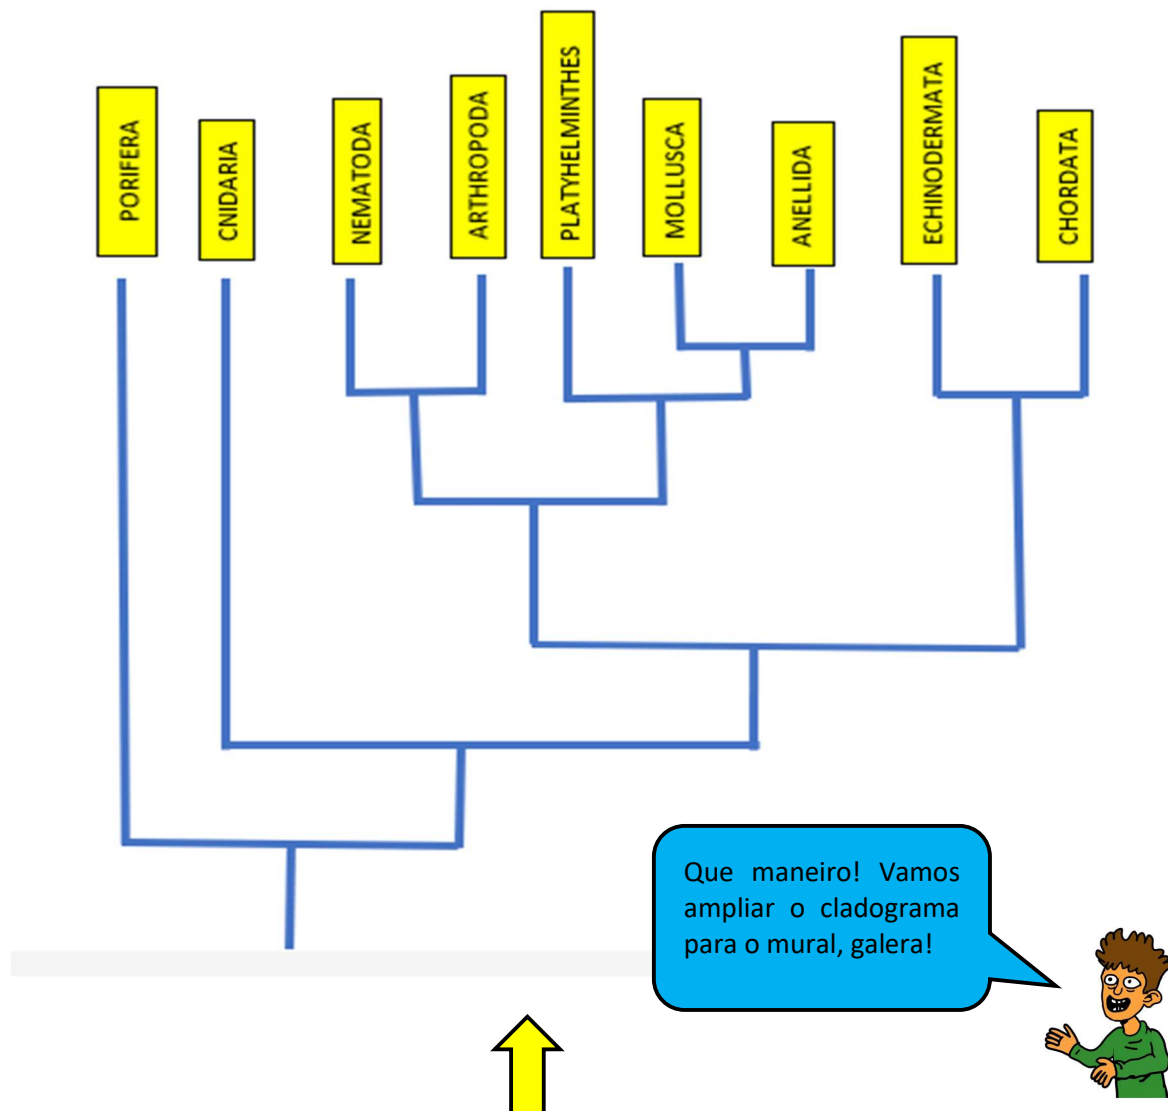 PORIFERA
CNIDARIA
NEMATODA
ARTHROPODA
PLATYHELMINTHES
MOLLUSCA
ANELLIDA
ECHINODERMATA
CHORDATA
Que maneiro! Vamos
ampliar o cladograma
para o mural, galera!